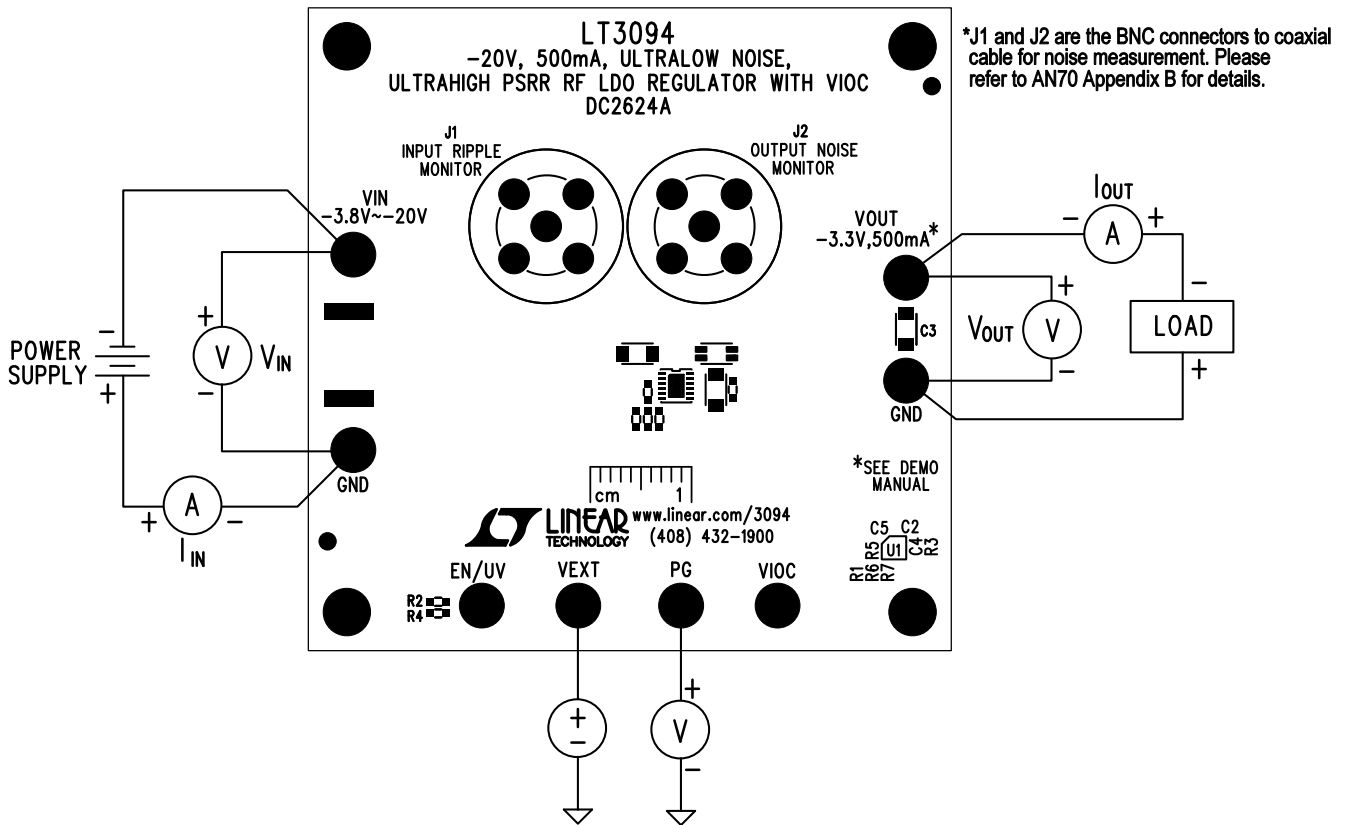 LT3094
-20V, 500mA, ULTRALOW NOISE,
ULTRAHIGH PSRR RF LDO REGULATOR WITH VIOC
DC2624A
*J1 and J2 are the BNC connectors to coaxial
cable for noise measurement. Please
refer to AN70 Appendix B for details.
J1
INPUT RIPPLE
MONITOR
J2
OUTPUT NOISE
MONITOR
VIN
-3.8V~-20V
VOUT
-3.3V,500mA*
IOUT
- A +
+
V VIN
-
-
POWER
SUPPLY
+
C3
+
VOUT V
-
-
LOAD
+
GND
GND
+ A -
IIN
*SEE DEMO
MANUAL
cm 1
LINEAR
TECHNOLOGY
www.linear.com/3094
(408) 432-1900
C5 C2
R1 R6 R5 R7 U1 C4 R3
EN/UV VEXT PG VIOC
R2
R4
+
-
+
V
-